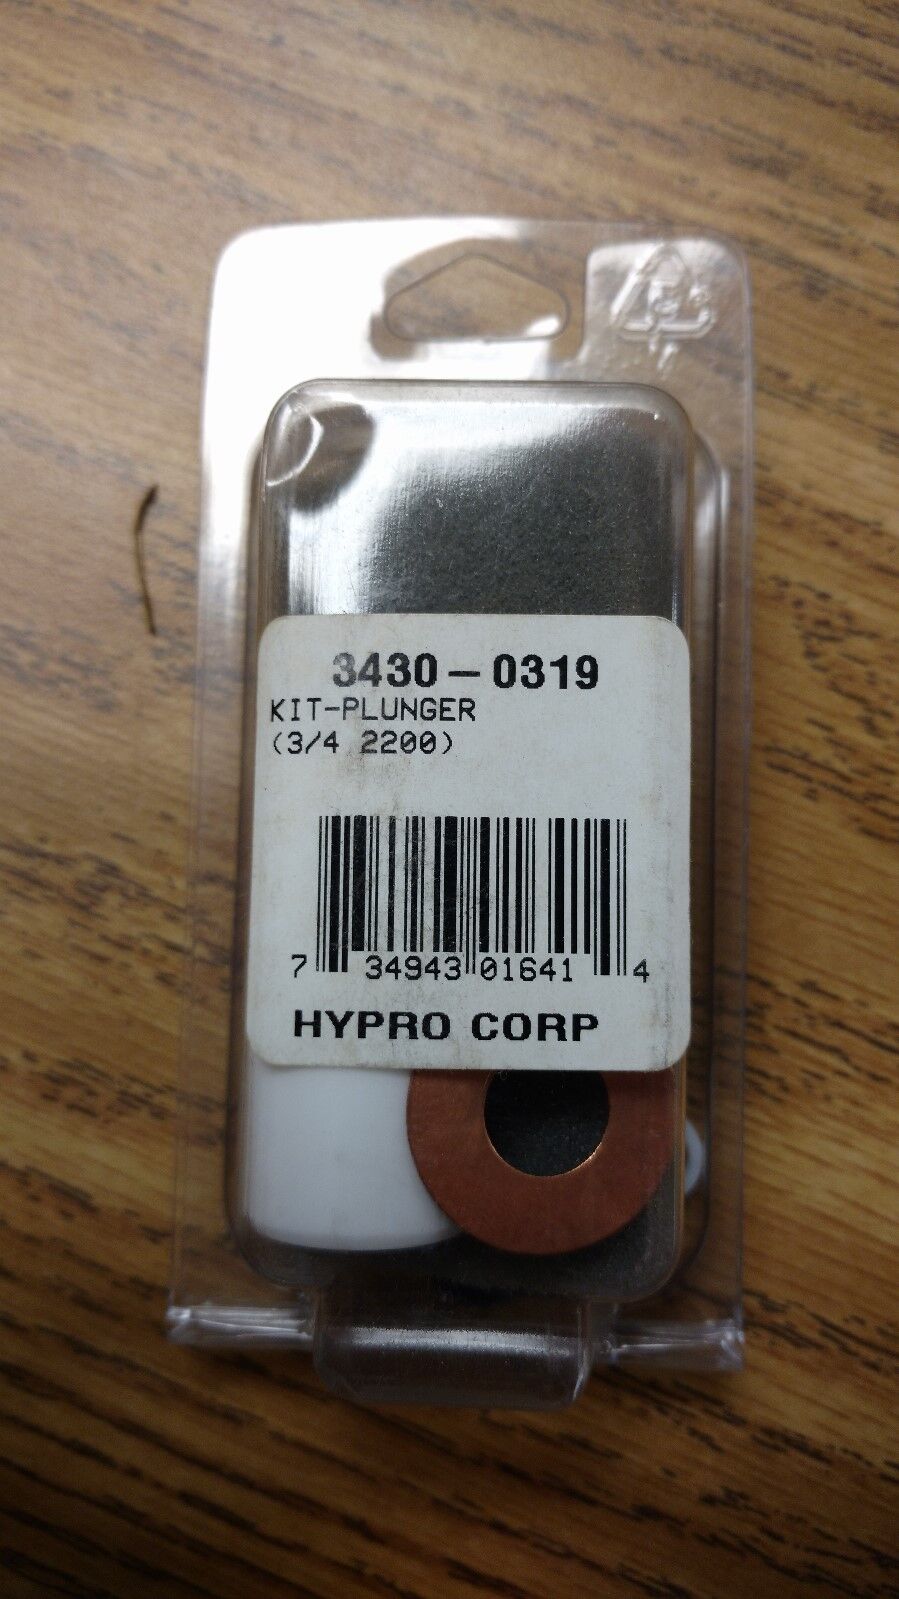 3430-0319
KIT-PLUNGER
(3/4 2200)
7 34943 01641 4
HYPRO CORP